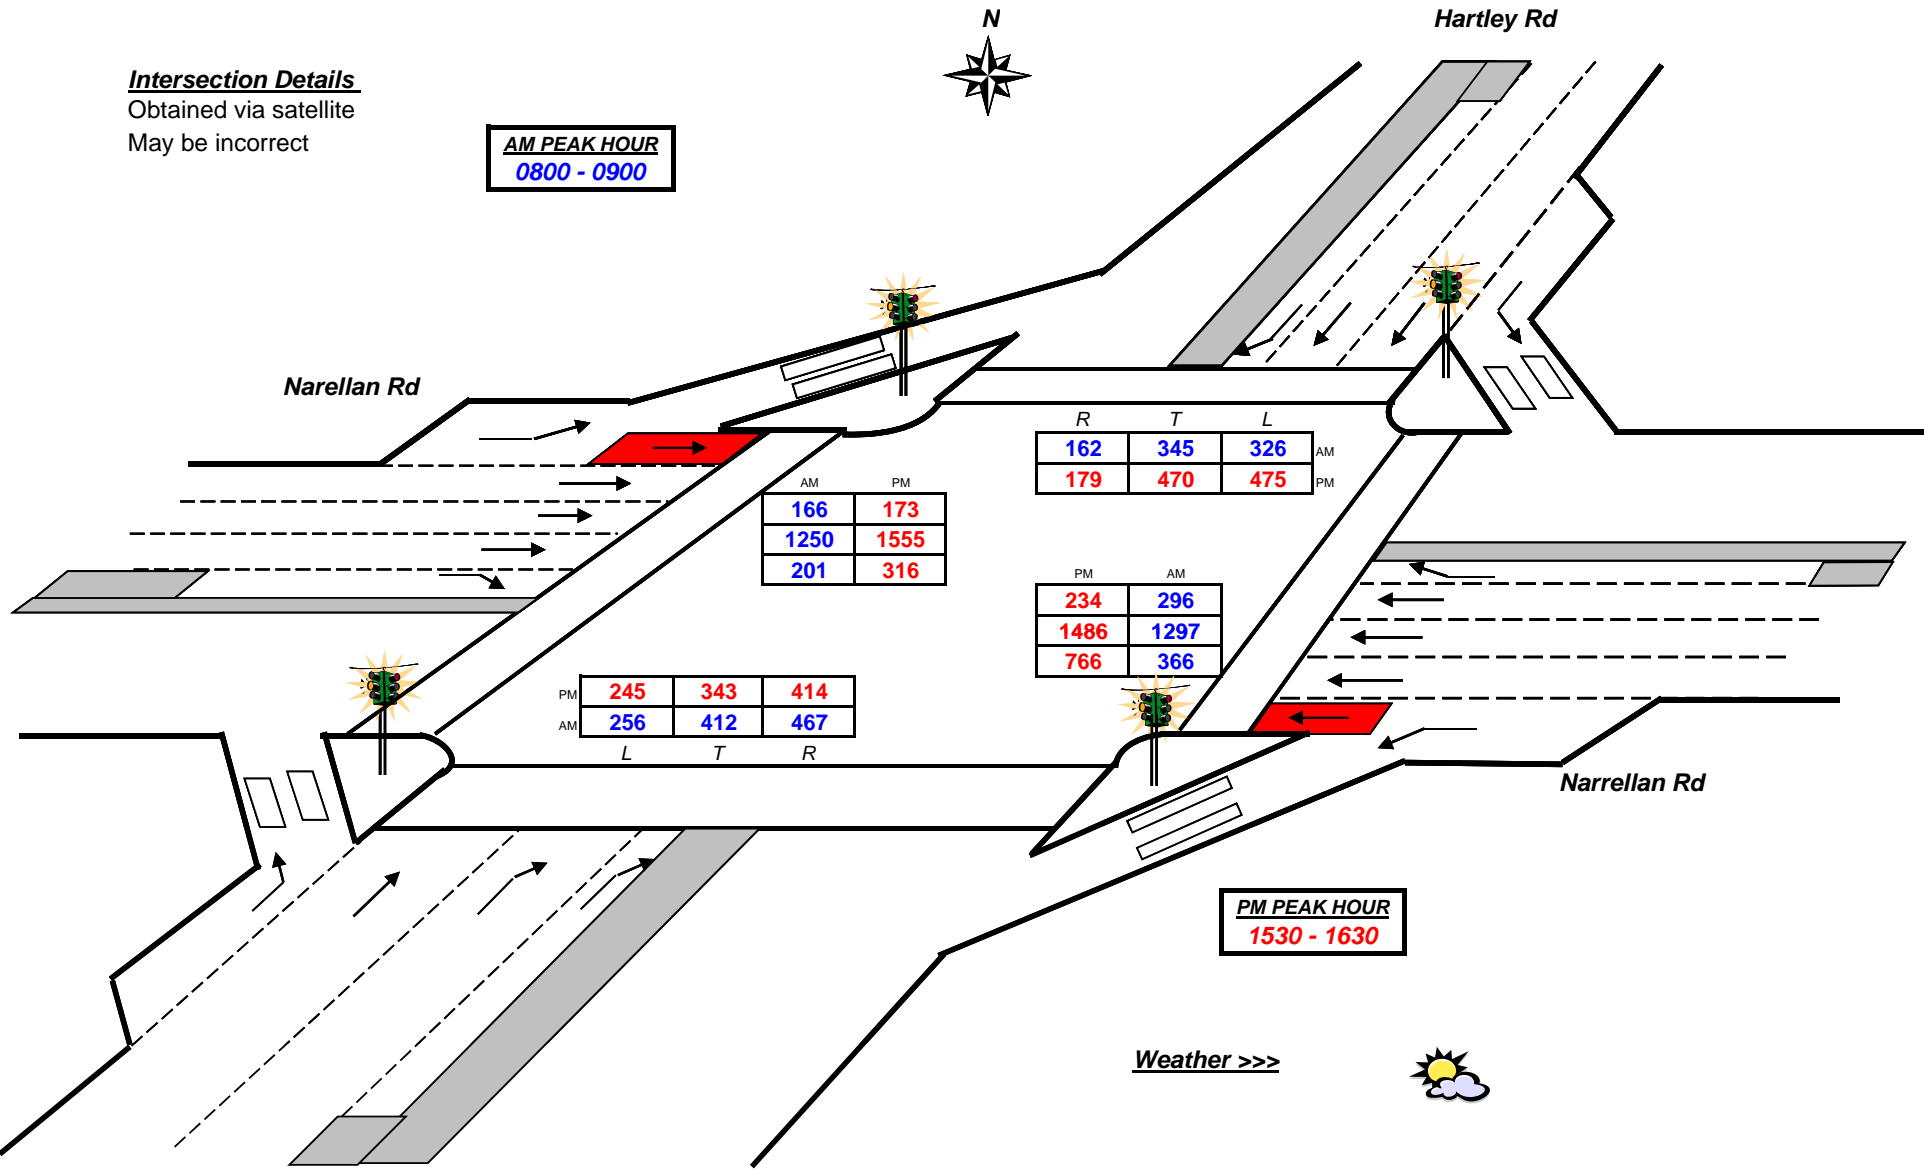 N
Hartley Rd
Intersection Details
Obtained via satellite
May be incorrect
AM PEAK HOUR
0800 - 0900
Narellan Rd
R T L
162 345 326 AM
179 470 475 PM
AM PM
166 173
1250 1555
201 316
PM AM
234 296
1486 1297
766 366
PM 245 343 414
AM 256 412 467
L T R
Narrellan Rd
PM PEAK HOUR
1530 - 1630
Weather >>>